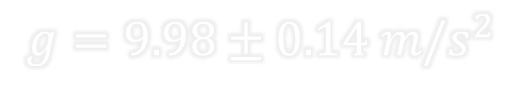 g = 9.98 ± 0.14 m/s²